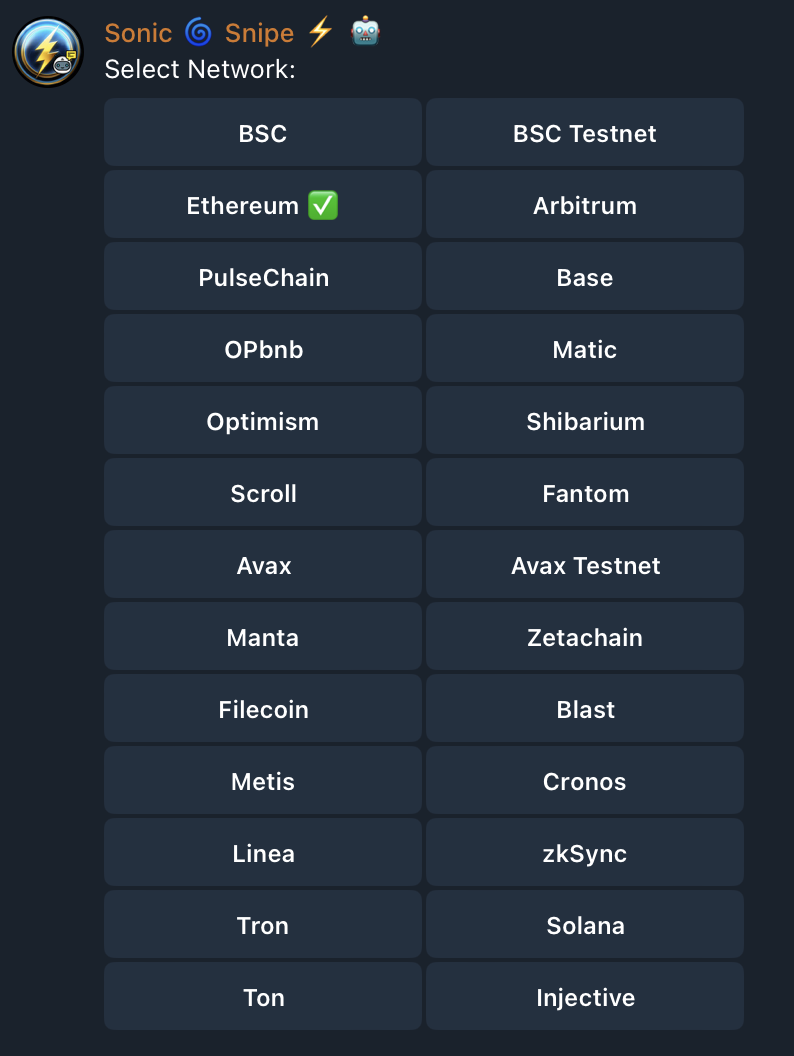 Sonic 🌀 Snipe ⚡ 🤖
Select Network:
BSC
BSC Testnet
Ethereum ✅
Arbitrum
PulseChain
Base
OPbnb
Matic
Optimism
Shibarium
Scroll
Fantom
Avax
Avax Testnet
Manta
Zetachain
Filecoin
Blast
Metis
Cronos
Linea
zkSync
Tron
Solana
Ton
Injective